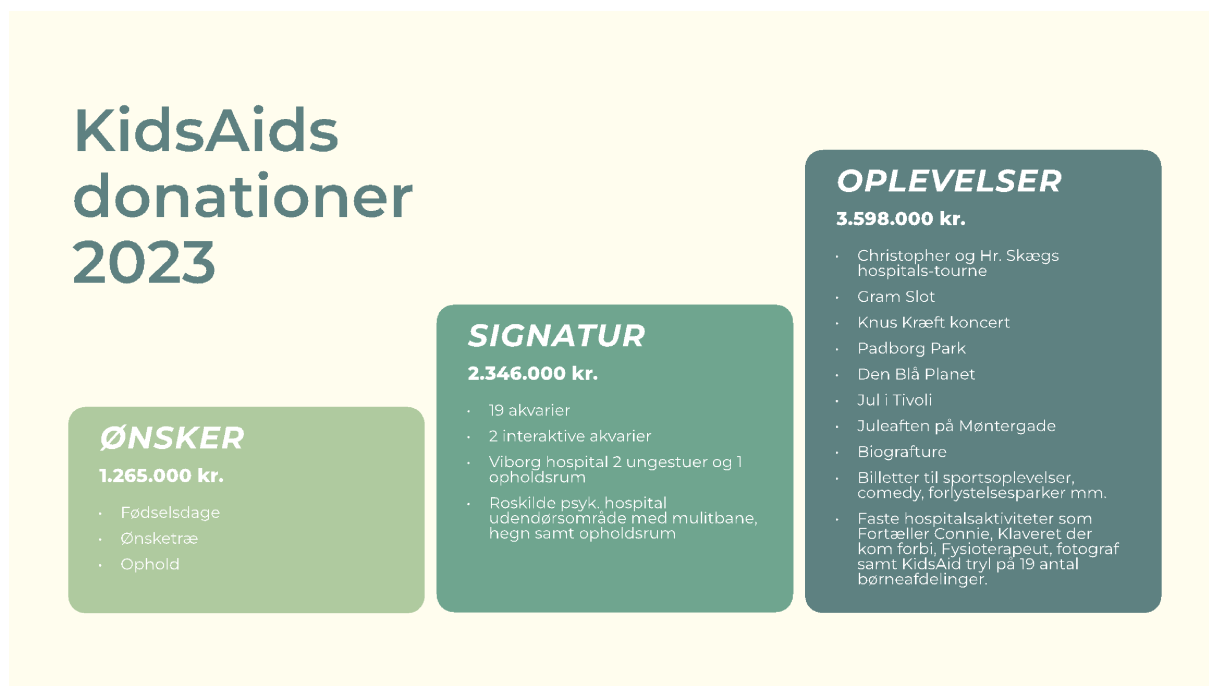 KidsAids
donationer
2023
ØNSKER
1.265.000 kr.
• Fødselsdage
• Ønsketræ
• Ophold
SIGNATUR
2.346.000 kr.
• 19 akvarier
• 2 interaktive akvarier
• Viborg hospital 2 ungestuer og 1
opholdsrum
• Roskilde psyk. hospital
udendørsområde med mulitbane,
hegn samt opholdsrum
OPLEVELSER
3.598.000 kr.
• Christopher og Hr. Skægs
hospitals-tourne
• Gram Slot
• Knus Kræft koncert
• Padborg Park
• Den Blå Planet
• Jul i Tivoli
• Juleaften på Møntergade
• Biografture
• Billetter til sportsoplevelser,
comedy, forlystelsesparker mm.
• Faste hospitalsaktiviteter som
Fortæller Connie, Klaveret der
kom forbi, Fysioterapeut, fotograf
samt KidsAid tryl på 19 antal
børneafdelinger.